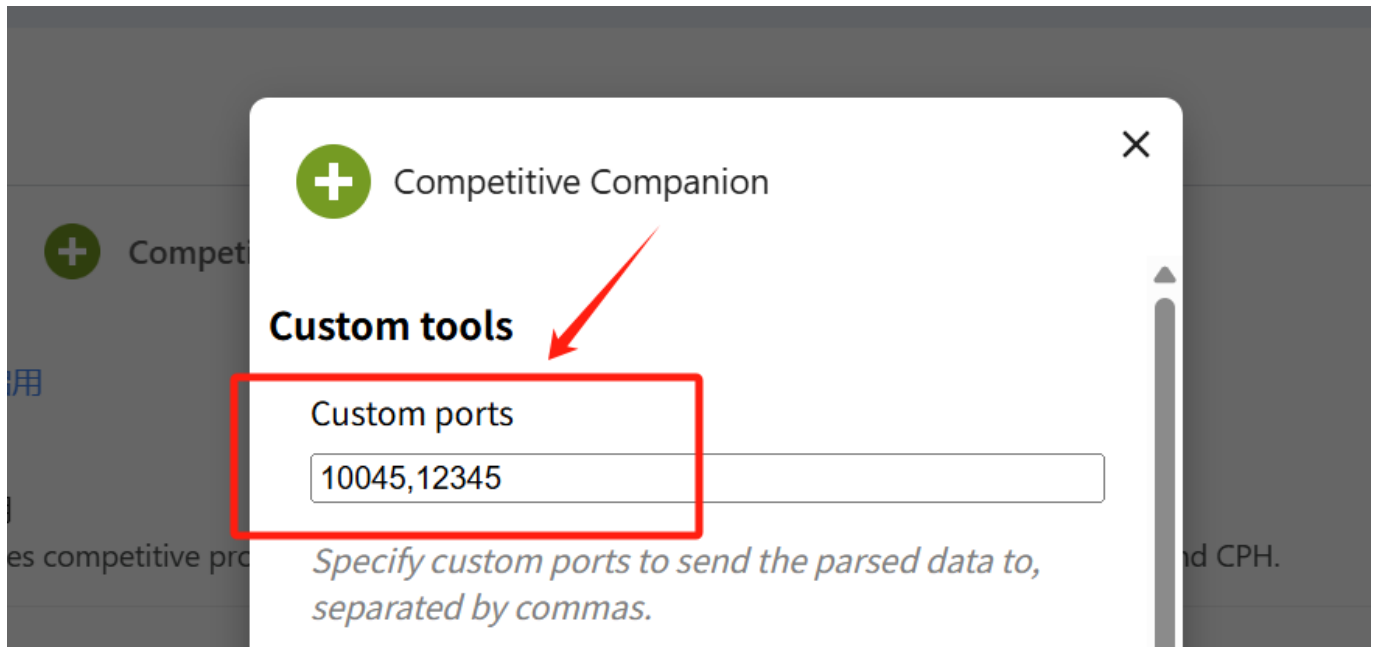 Competitive Companion
Competi
Custom tools
用
Custom ports
10045,12345
es competitive pro
Specify custom ports to send the parsed data to,
nd CPH.
separated by commas.